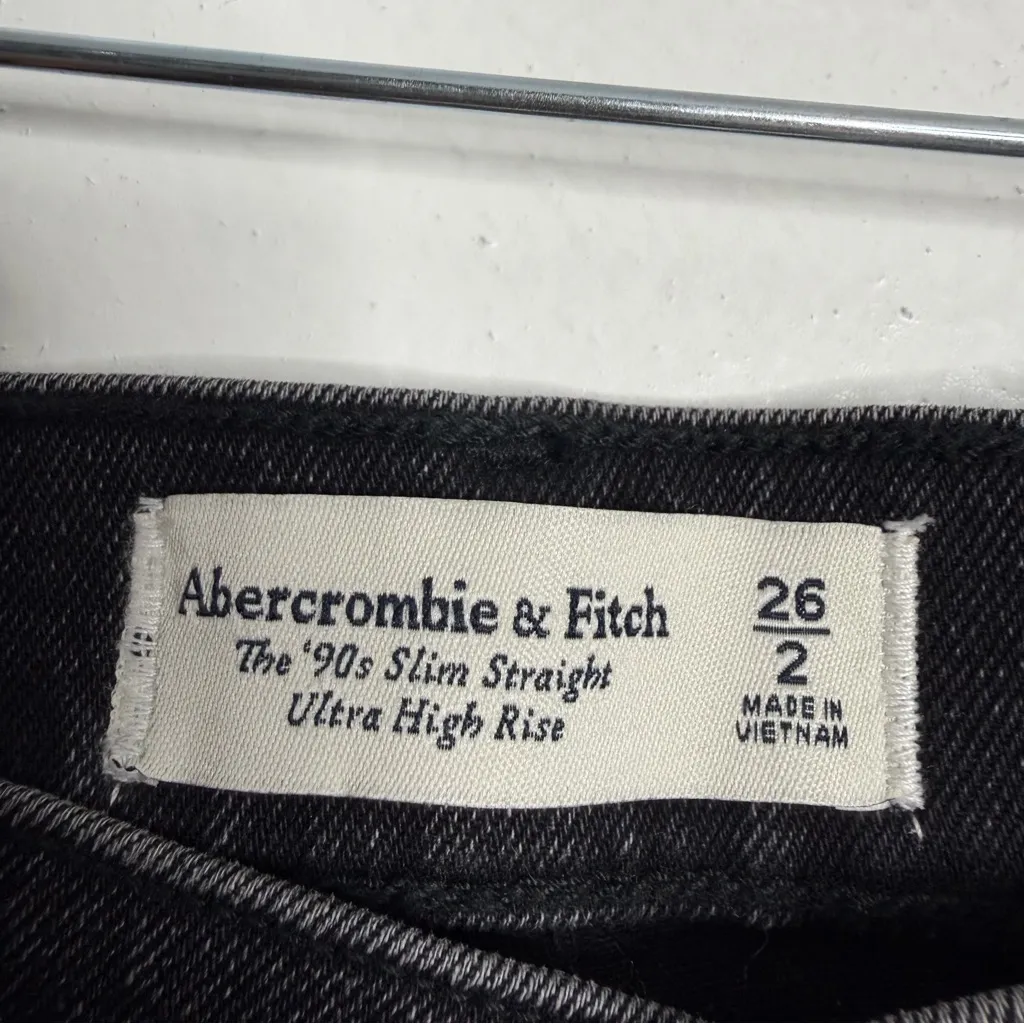 Abercrombie & Fitch
The '90s Slim Straight
Ultra High Rise
26
2
MADE IN
VIETNAM